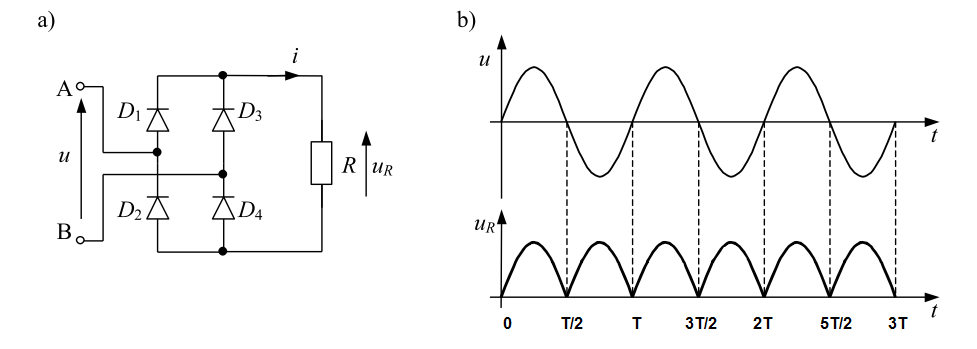 a)
A
B
u
D1
D2
D3
D4
i
R
uR
b)
u
t
uR
t
0 T/2 T 3T/2 2T 5T/2 3T